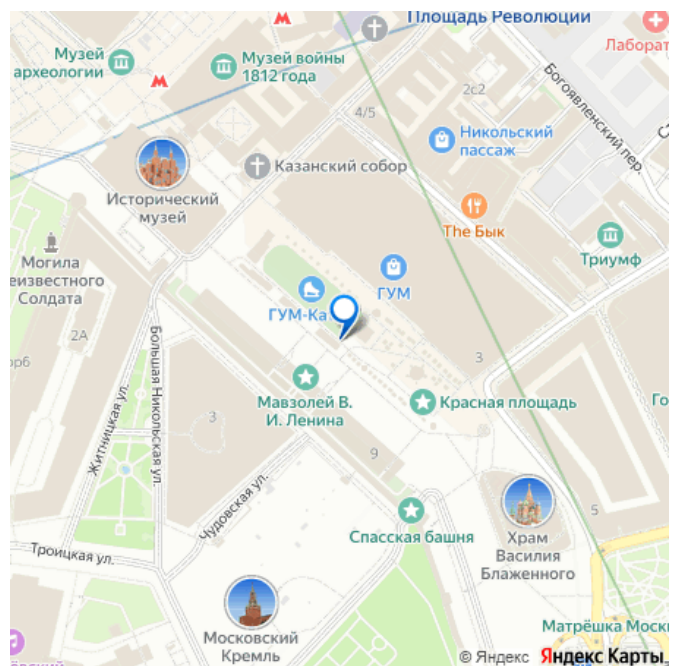 Площадь Революции
Музей
археологии
Музей войны
1812 года
Лаборат
Богоявленский пер.
2с2
4/5
Никольский
пассаж
Казанский собор
Исторический
музей
The Бык
Триумф
Могила
еизвестного
Солдата
ГУМ
ГУМ-Ка
2А
3
Житницкая ул.
Большая Никольская ул.
Мавзолей В.
И. Ленина
Красная площадь
Го
3
9
Чудовская ул.
5
Спасская башня
Храм
Василия
Блаженного
Троицкая ул.
Московский
Кремль
Матрёшка Моск
© Яндекс Яндекс Карты